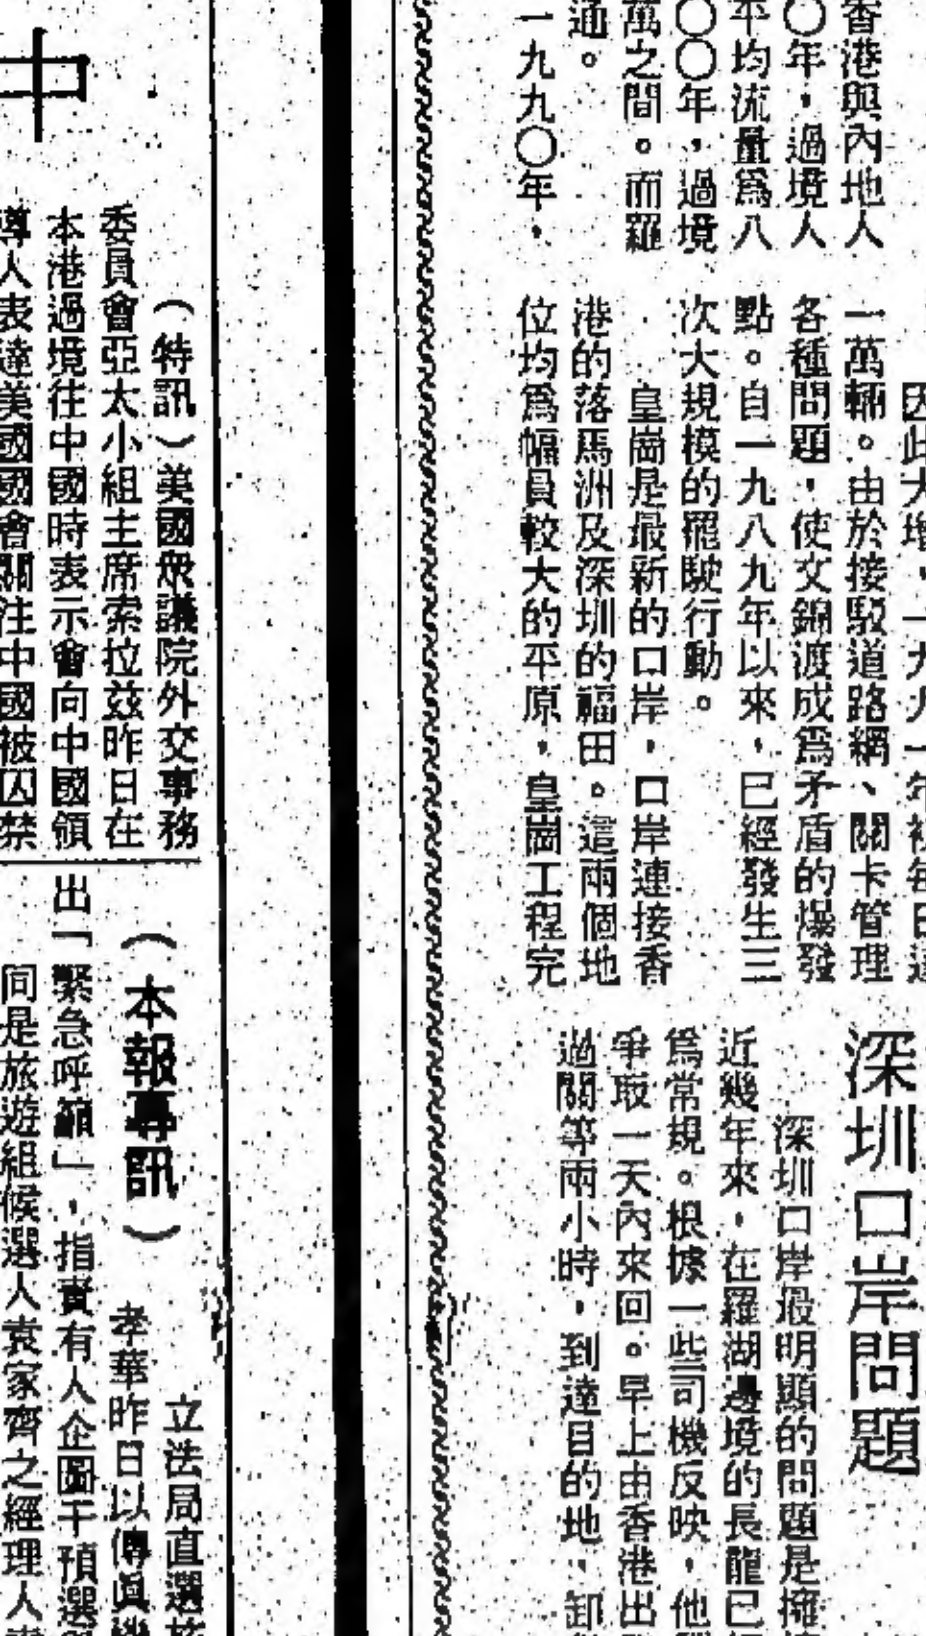 香港與內地人
〇年，過境人
平均流量爲八
〇〇年，過境
萬之間。而羅
通。
一九九〇年，
因此大增，一九九一年初每日達
一萬輛。由於接駁道路網、關卡管理
各種問題，使文錦渡成爲矛盾的爆發
點。自一九八九年以來，已經發生三
次大規模的罷駛行動。
皇崗是最新的口岸，口岸連接香
港的落馬洲及深圳的福田。這兩個地
位均爲幅員較大的平原，皇崗工程完
深圳口岸問題
深圳口岸最明顯的問題是擁
近幾年來，在羅湖邊境的長龍已
爲常規。根據一些司機反映，他
爭取一天內來回。早上由香港出
過關等兩小時，到達目的地，卸
中
（特訊）美國衆議院外交事務
委員會亞太小組主席索拉茲昨日在
本港過境往中國時表示會向中國領
導人表達美國國會關注中國被囚禁
（本報專訊）
立法局直選
孝華昨日以傳真
出「緊急呼籲」，指責有人企圖干預選
同是旅遊組候選人袁家齊之經理人